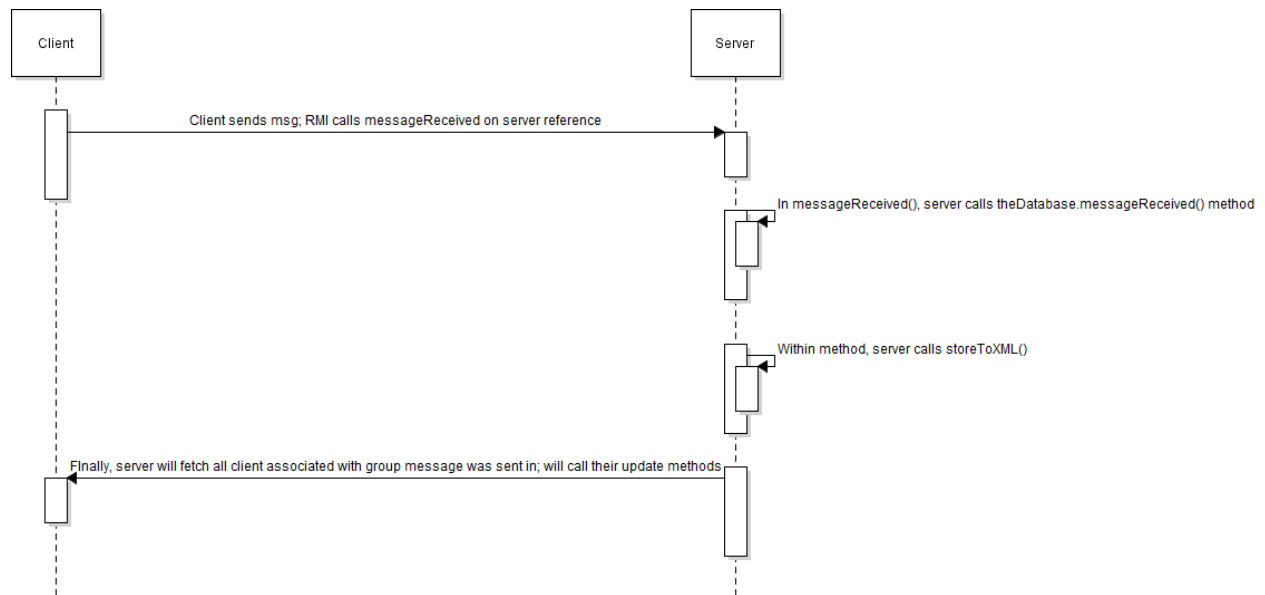 Client
Server
Client sends msg; RMI calls messageReceived on server reference
In messageReceived(), server calls theDatabase.messageReceived() method
Within method, server calls storeToXML()
FInally, server will fetch all client associated with group message was sent in; will call their update methods